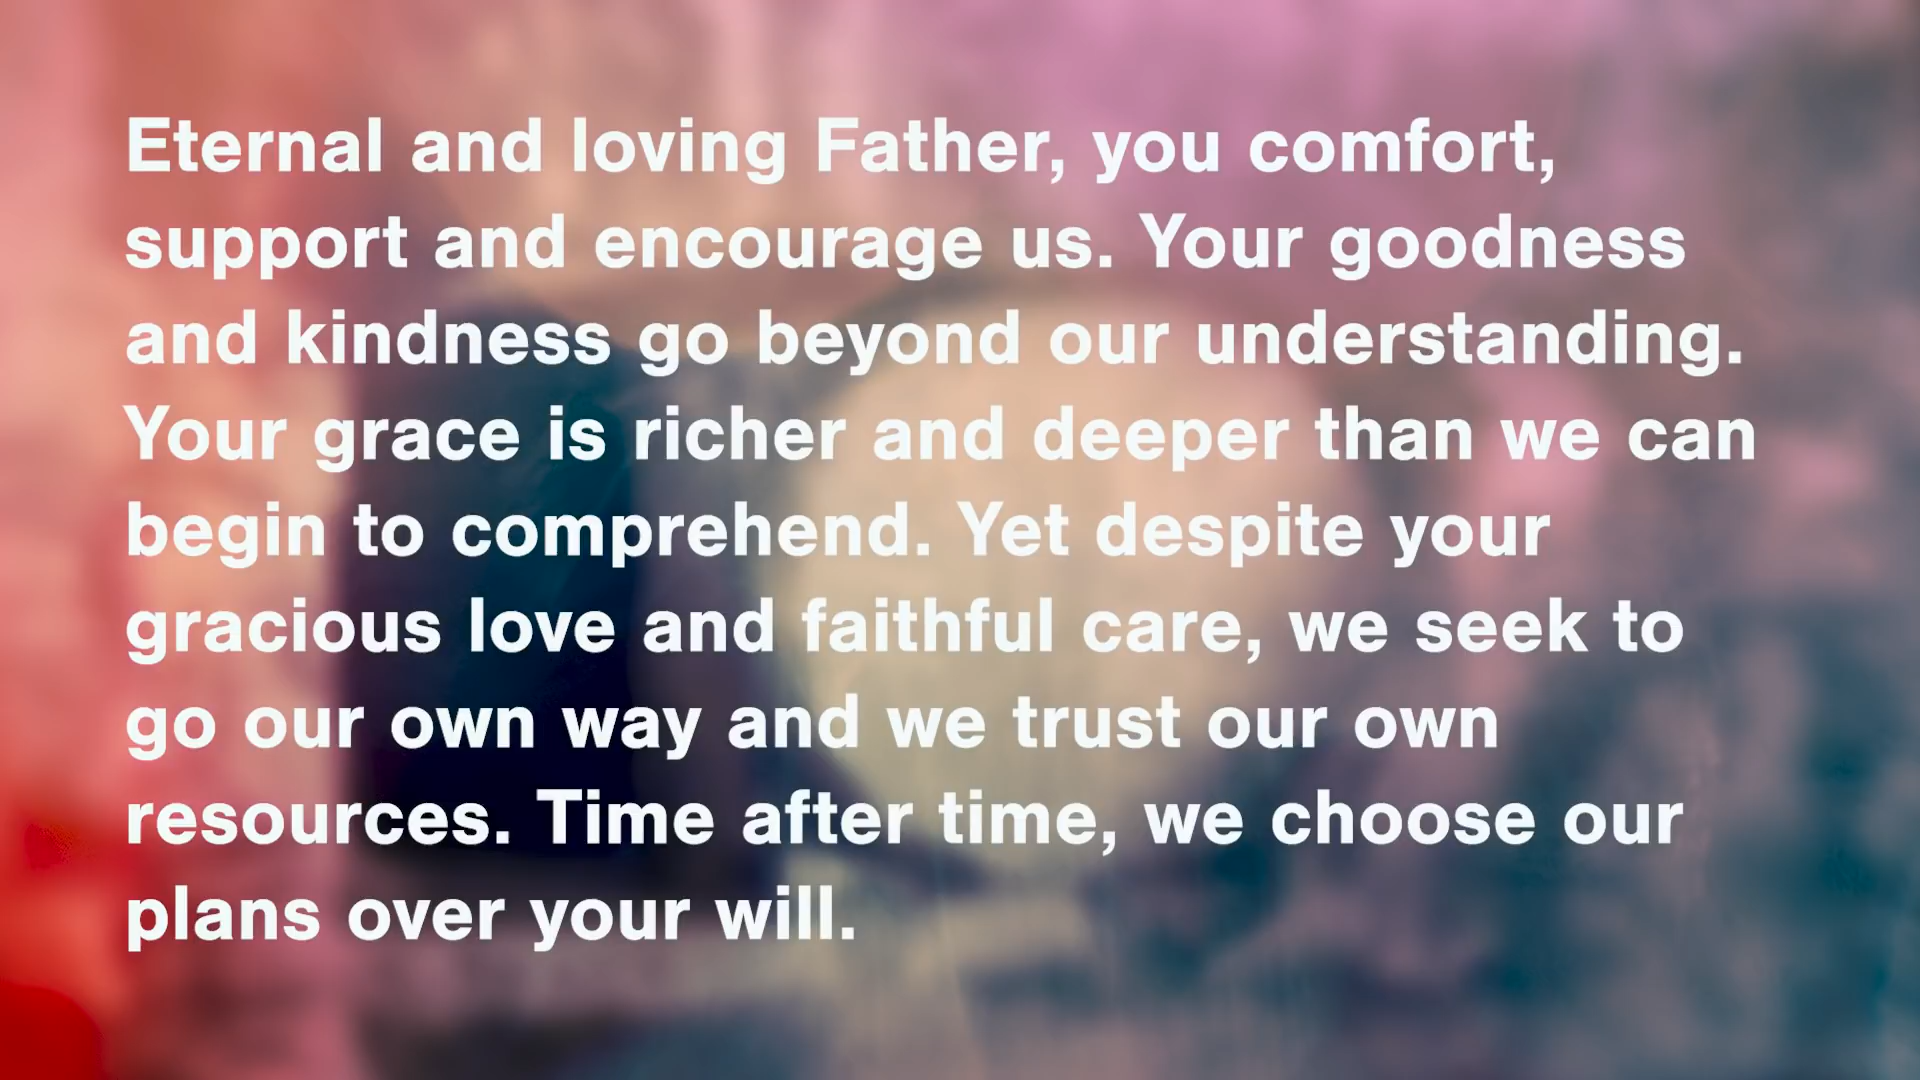 Eternal and loving Father, you comfort,
support and encourage us. Your goodness
and kindness go beyond our understanding.
Your grace is richer and deeper than we can
begin to comprehend. Yet despite your
gracious love and faithful care, we seek to
go our own way and we trust our own
resources. Time after time, we choose our
plans over your will.